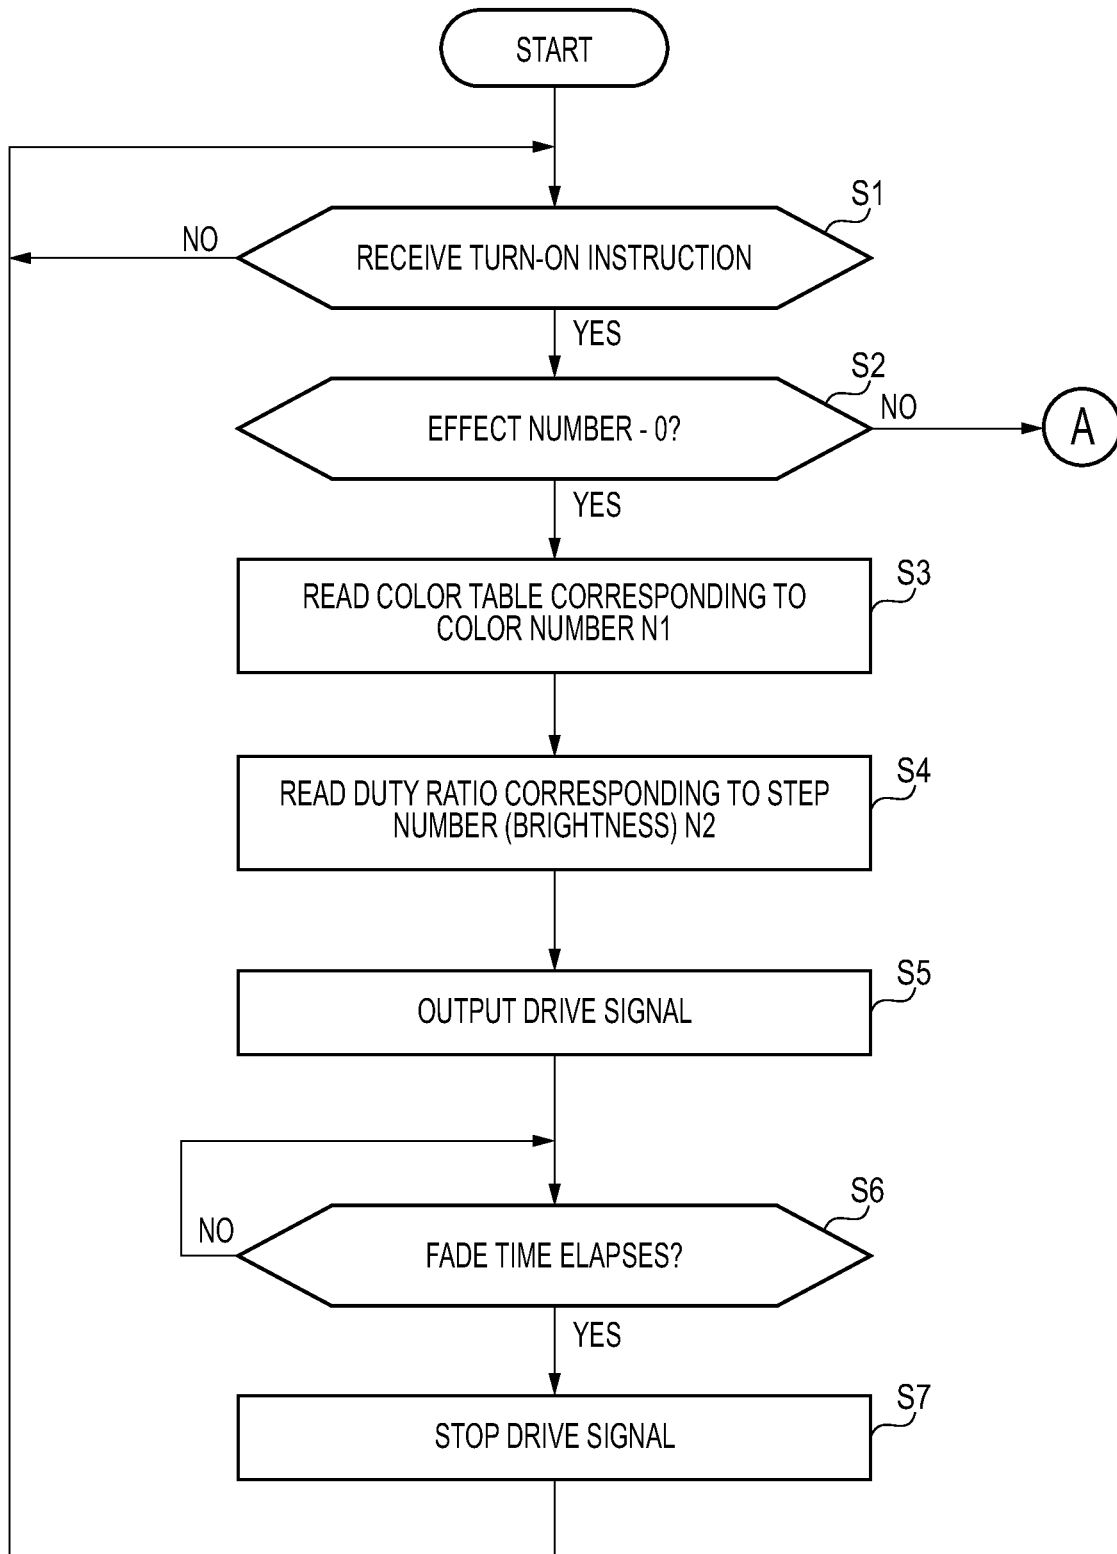 START
S1
NO
RECEIVE TURN-ON INSTRUCTION
YES
S2
EFFECT NUMBER - 0?
NO
A
YES
S3
READ COLOR TABLE CORRESPONDING TO
COLOR NUMBER N1
S4
READ DUTY RATIO CORRESPONDING TO STEP
NUMBER (BRIGHTNESS) N2
S5
OUTPUT DRIVE SIGNAL
S6
NO
FADE TIME ELAPSES?
YES
S7
STOP DRIVE SIGNAL